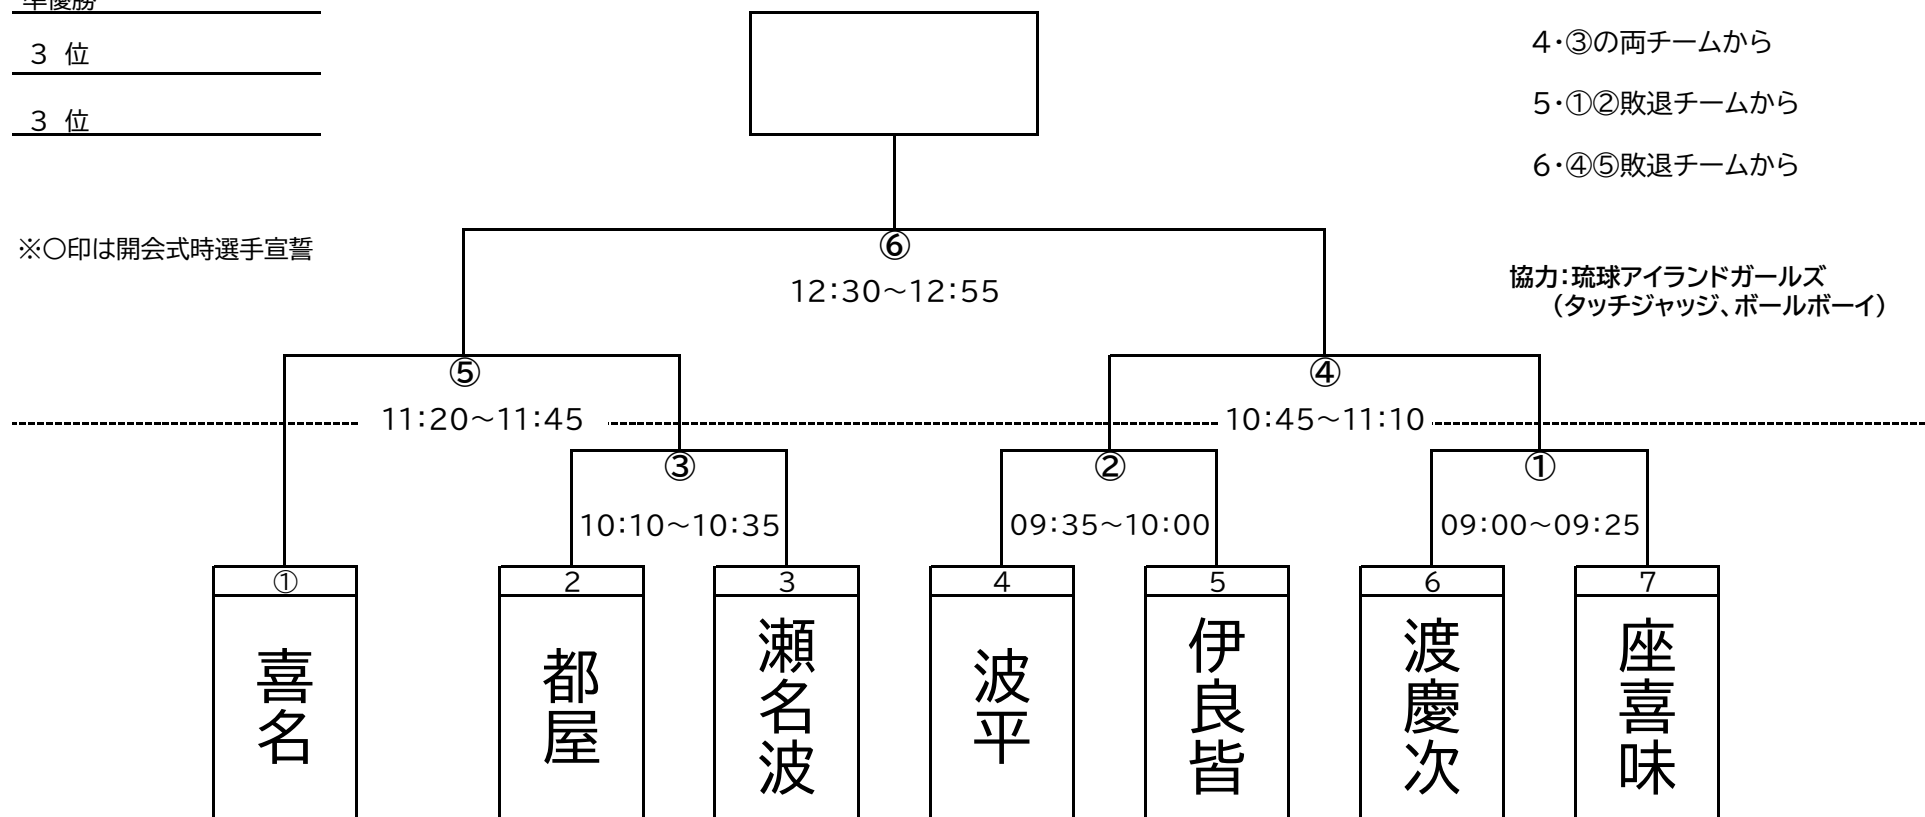 準優勝
３ 位
３ 位
４・③の両チームから
５・①②敗退チームから
６・④⑤敗退チームから
※〇印は開会式時選手宣誓
⑥
12:30～12:55
協力：琉球アイランドガールズ
（タッチジャッジ、ボールボーイ）
⑤
④
11:20～11:45
10:45～11:10
③
②
①
10:10～10:35
09:35～10:00
09:00～09:25
①
2
3
4
5
6
7
喜名
都屋
瀬名波
波平
伊良皆
渡慶次
座喜味